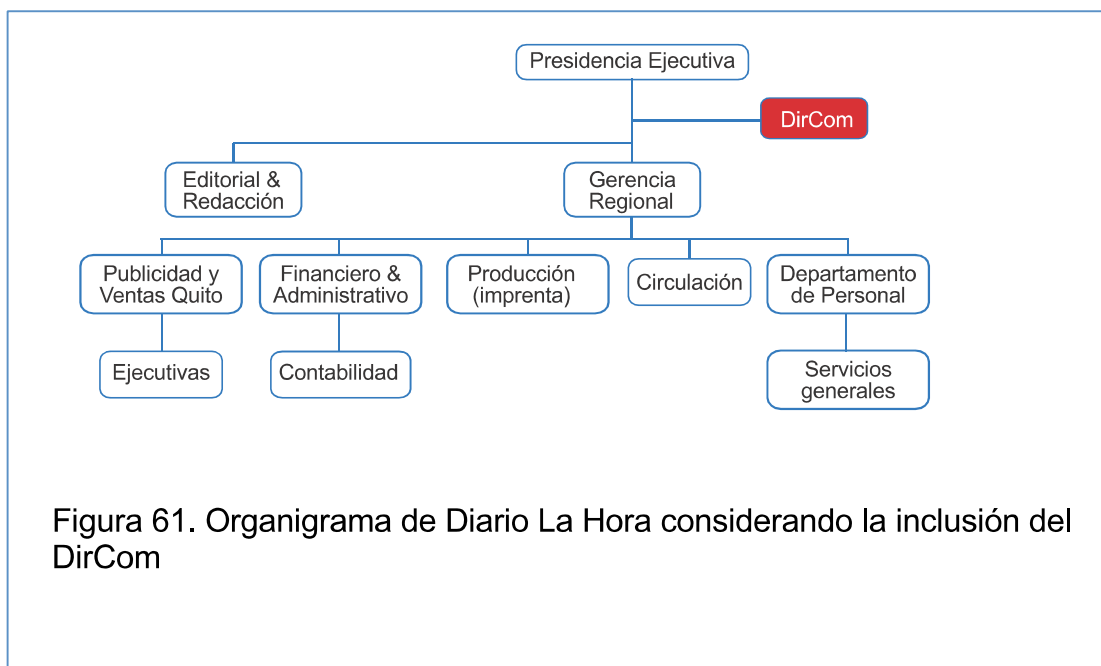 Presidencia Ejecutiva
DirCom
Editorial &
Redacción
Gerencia
Regional
Publicidad y
Ventas Quito
Financiero &
Administrativo
Producción
(imprenta)
Circulación
Departamento
de Personal
Ejecutivas
Contabilidad
Servicios
generales
Figura 61. Organigrama de Diario La Hora considerando la inclusión del
DirCom